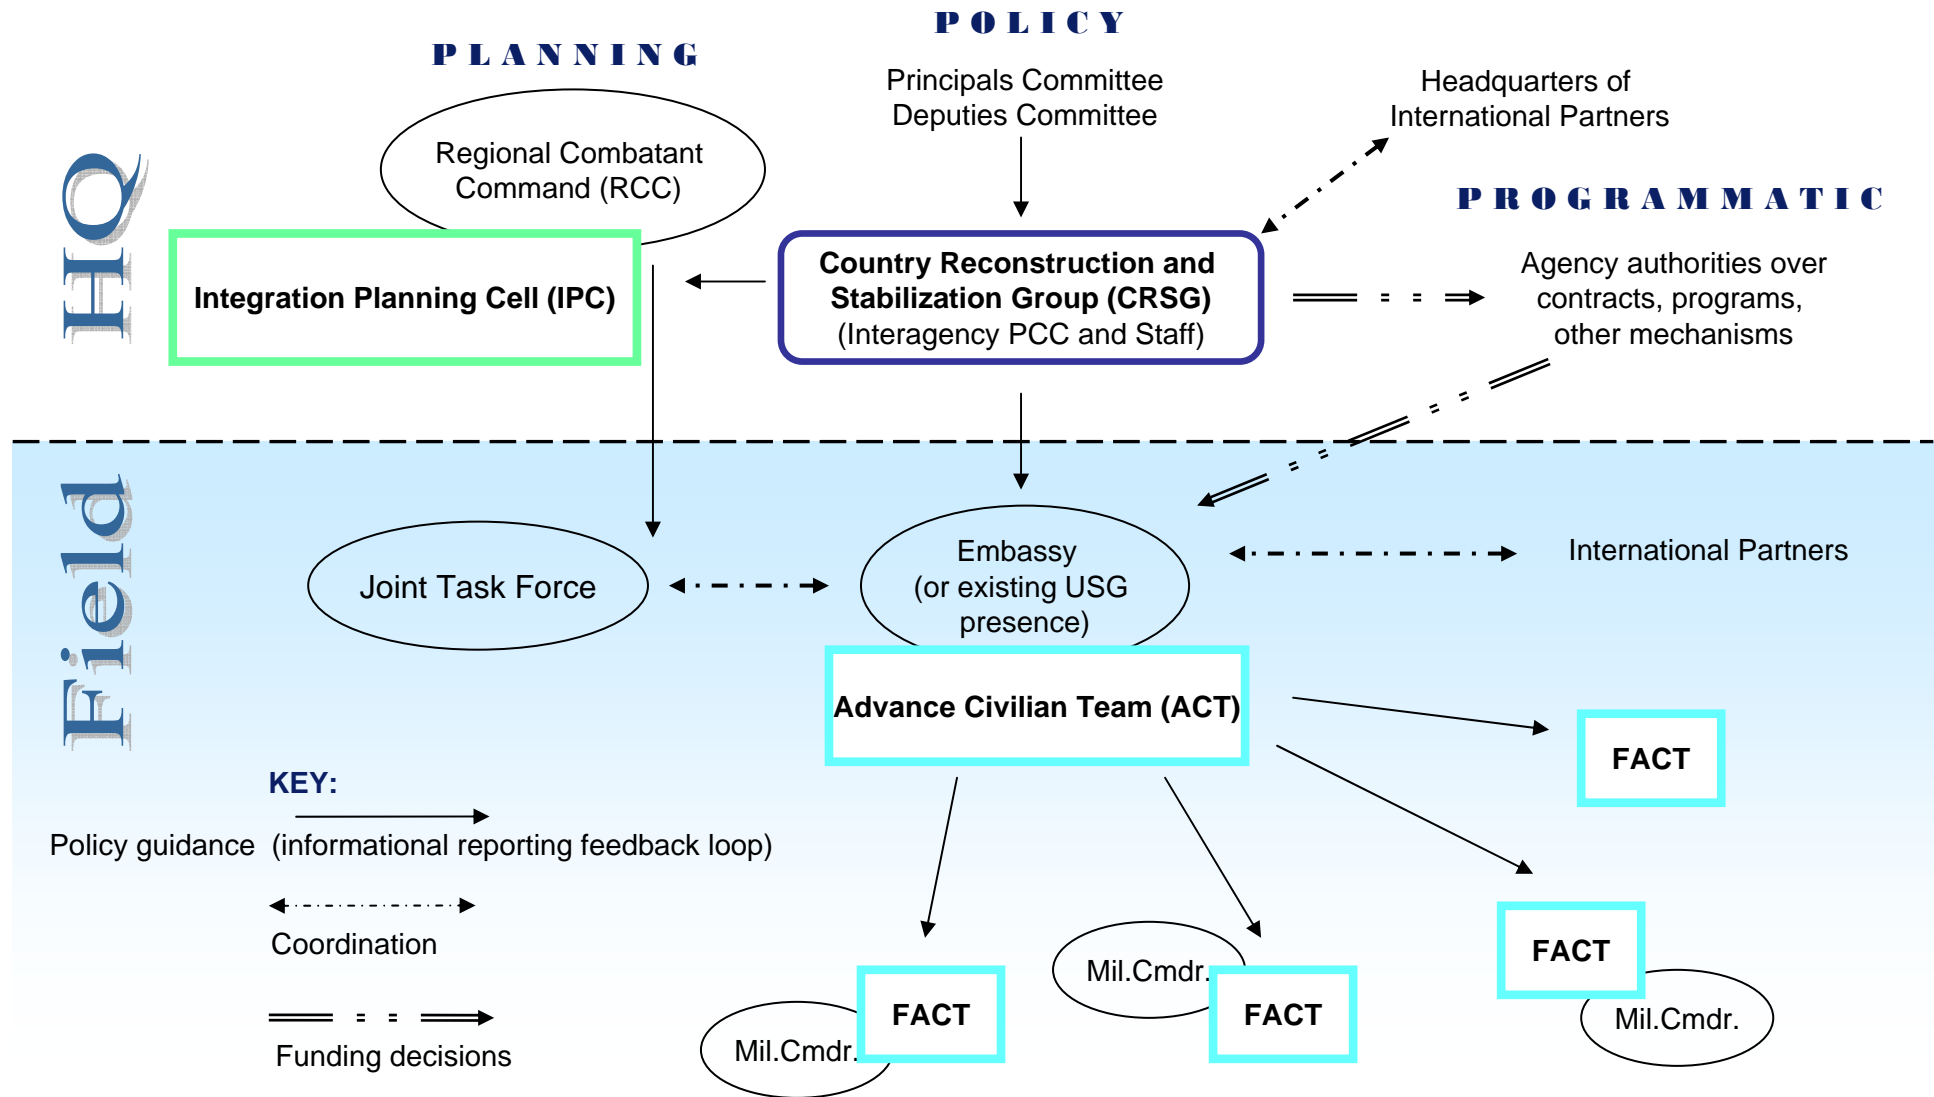 POLICY
PLANNING
Principals Committee
Deputies Committee
Headquarters of
International Partners
Regional Combatant
Command (RCC)
HQ
PROGRAMMATIC
Integration Planning Cell (IPC)
Country Reconstruction and
Stabilization Group (CRSG)
(Interagency PCC and Staff)
Agency authorities over
contracts, programs,
other mechanisms
Field
Joint Task Force
Embassy
(or existing USG
presence)
International Partners
Advance Civilian Team (ACT)
FACT
KEY:
Policy guidance (informational reporting feedback loop)
Coordination
Funding decisions
FACT
Mil.Cmdr.
Mil.Cmdr.
FACT
FACT
Mil.Cmdr.